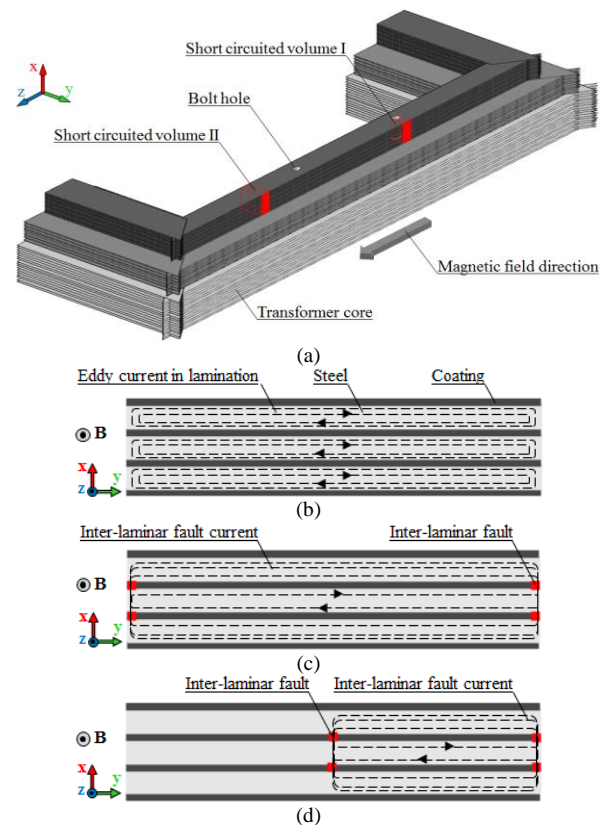 Short circuited volume I
x
z
y
Bolt hole
Short circuited volume II
Magnetic field direction
Transformer core
(a)
Eddy current in lamination Steel Coating
B
x
z y
(b)
Inter-laminar fault current Inter-laminar fault
B
x
z y
(c)
Inter-laminar fault Inter-laminar fault current
B
x
z y
(d)